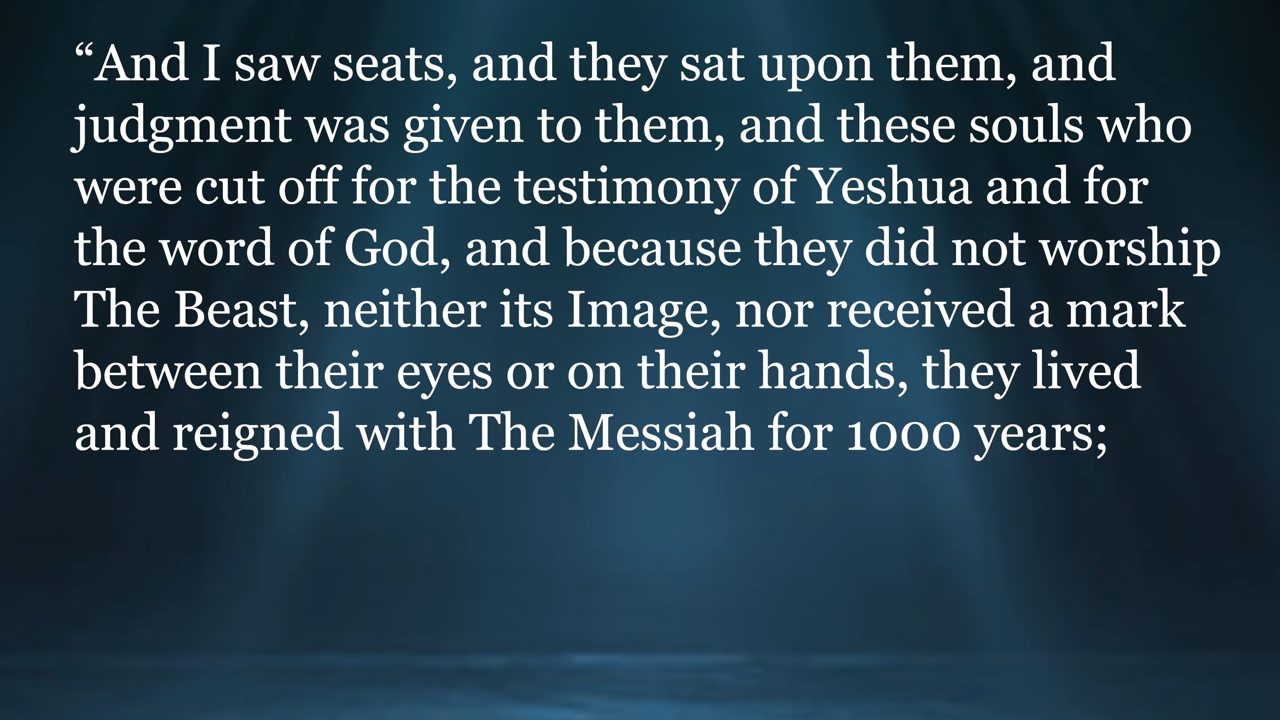 “And I saw seats, and they sat upon them, and
judgment was given to them, and these souls who
were cut off for the testimony of Yeshua and for
the word of God, and because they did not worship
The Beast, neither its Image, nor received a mark
between their eyes or on their hands, they lived
and reigned with The Messiah for 1000 years;